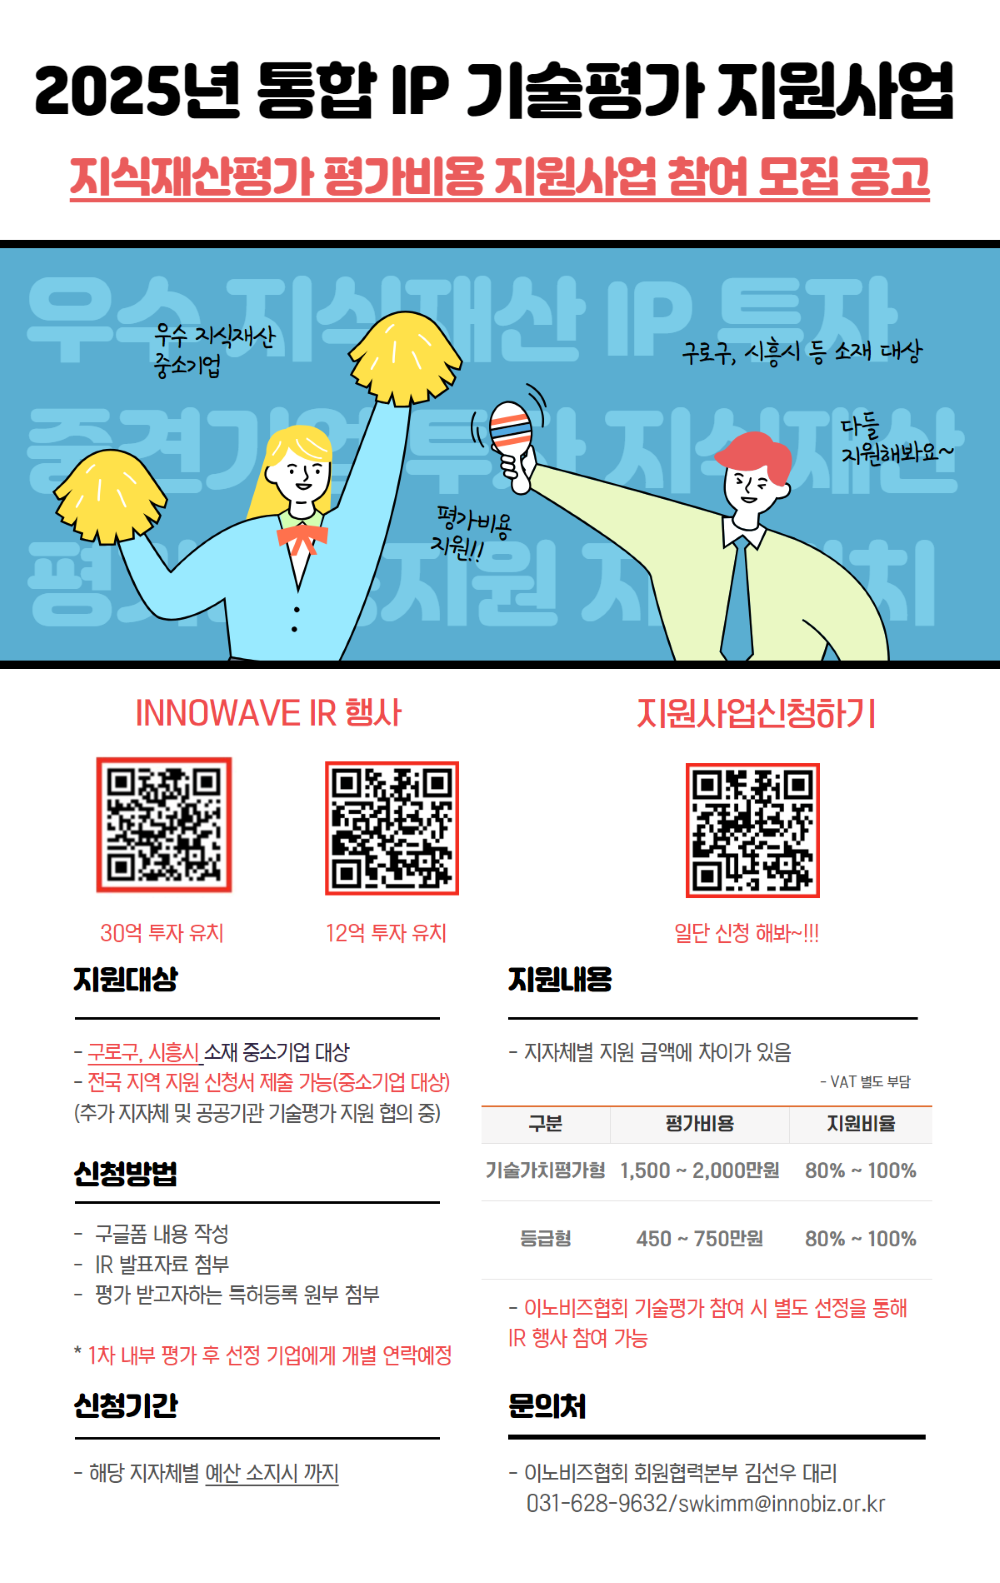 2025년 통합 IP 기술평가 지원사업
지식재산평가 평가비용 지원사업 참여 모집 공고
우수 지식재산 IP 투자
우수 지식재산
중소기업
구로구, 시흥시 등 소재 대상
다들
지원해봐요~
평가비용
지원!!
INNOWAVE IR 행사
30억 투자 유치
12억 투자 유치
지원사업신청하기
일단 신청 해봐~!!!
지원대상
- 구로구, 시흥시 소재 중소기업 대상
- 전국 지역 지원 신청서 제출 가능(중소기업 대상)
(추가 지자체 및 공공기관 기술평가 지원 협의 중)
신청방법
- 구글폼 내용 작성
- IR 발표자료 첨부
- 평가 받고자하는 특허등록 원부 첨부
* 1차 내부 평가 후 선정 기업에게 개별 연락예정
신청기간
- 해당 지자체별 예산 소지시 까지
지원내용
- 지자체별 지원 금액에 차이가 있음
- VAT 별도 부담
구분 평가비용 지원비율
기술가치평가형 1,500 ~ 2,000만원 80% ~ 100%
등급형 450 ~ 750만원 80% ~ 100%
- 이노비즈협회 기술평가 참여 시 별도 선정을 통해
IR 행사 참여 가능
문의처
- 이노비즈협회 회원협력본부 김선우 대리
031-628-9632/swkimm@innobiz.or.kr